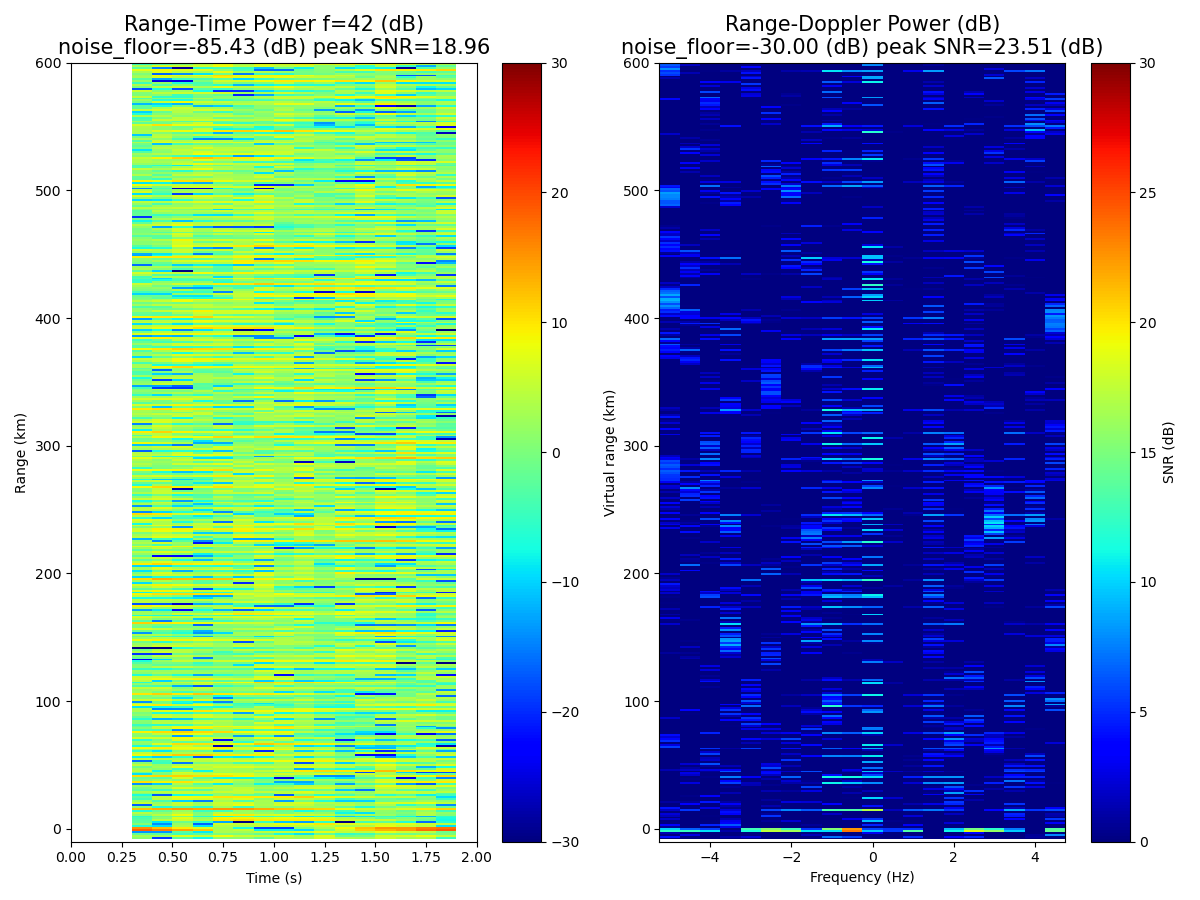 Range-Time Power f=42 (dB)
noise_floor=-85.43 (dB) peak SNR=18.96
600
500
400
300
200
100
0
Range (km)
0.00 0.25 0.50 0.75 1.00 1.25 1.50 1.75 2.00
Time (s)
30
20
10
0
−10
−20
−30
Range-Doppler Power (dB)
noise_floor=-30.00 (dB) peak SNR=23.51 (dB)
600
500
400
300
200
100
0
Virtual range (km)
−4 −2 0 2 4
Frequency (Hz)
30
25
20
15
10
5
0
SNR (dB)